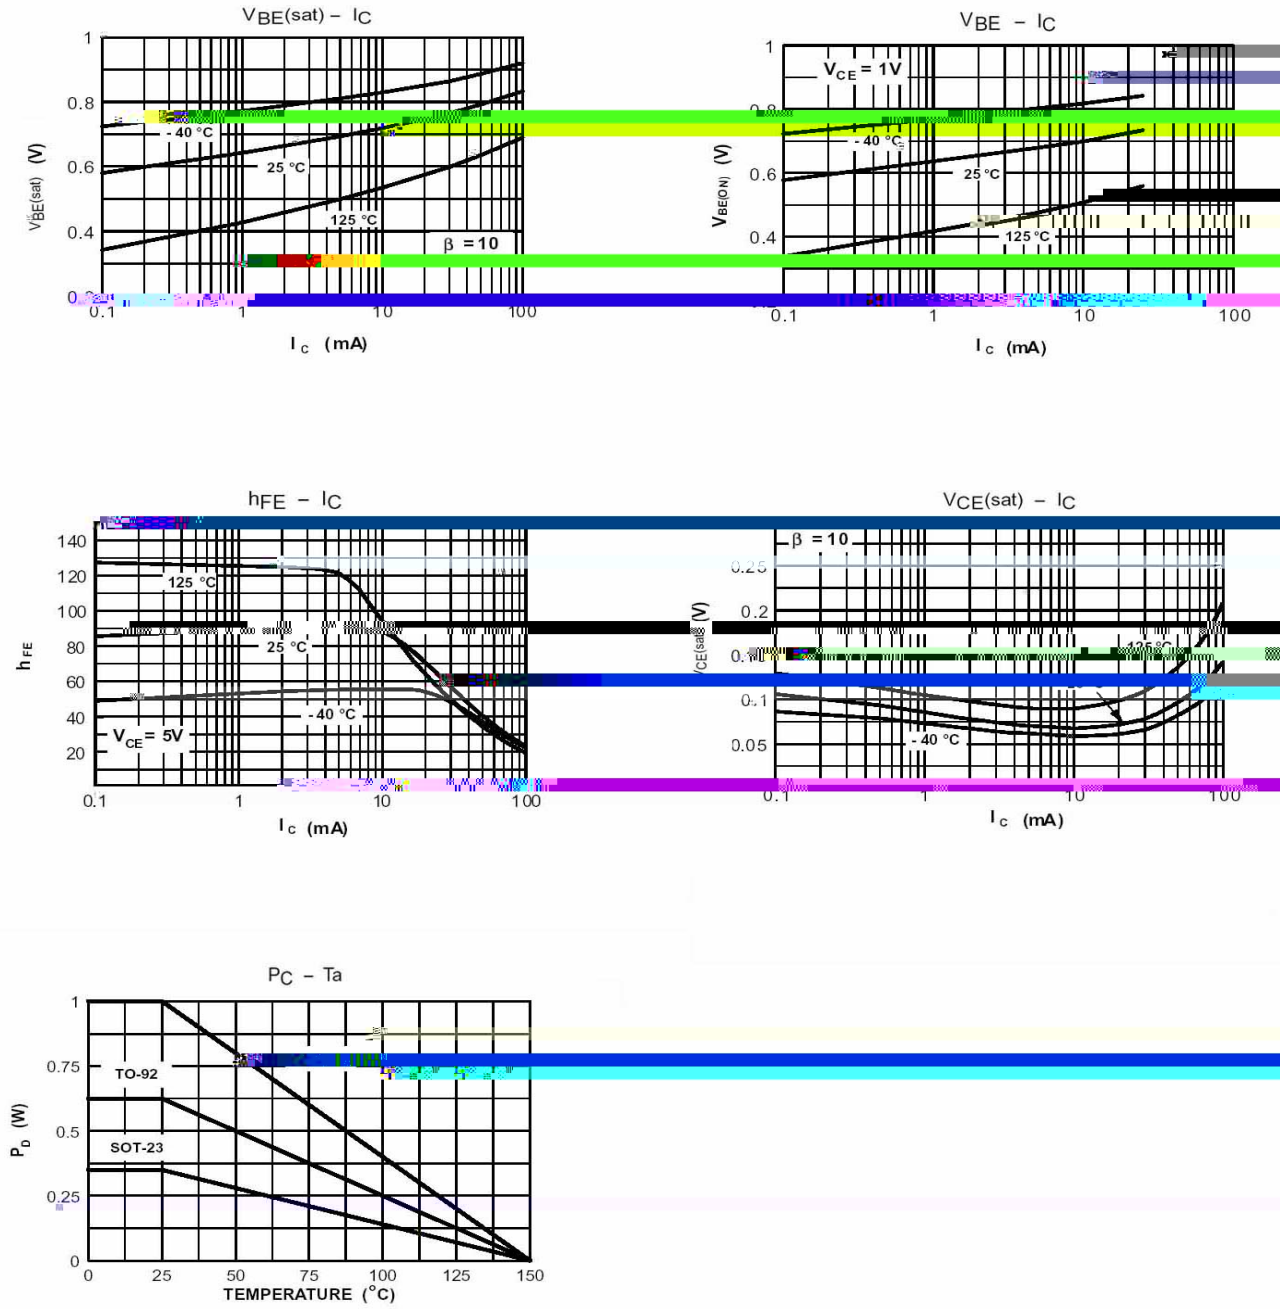 VBE(sat) – IC
1
0.8
0.6
0.4
0.1
1
10
100
VBE(sat) (V)
- 40 °C
25 °C
125 °C
β = 10
IC (mA)
VBE – IC
1
0.6
0.4
0.1
1
10
100
VBE(ON) (V)
VCE = 1V
- 40 °C
25 °C
125 °C
IC (mA)
hFE – IC
140
120
100
80
60
40
20
0.1
1
10
100
hFE
125 °C
25 °C
- 40 °C
VCE = 5V
IC (mA)
VCE(sat) – IC
β = 10
0.25
0.2
0.1
0.05
0.1
1
10
100
VCE(sat) (V)
125 °C
- 40 °C
IC (mA)
PC – Ta
1
0.75
0.5
0.25
0
0
25
50
75
100
125
150
PD (W)
TO-92
SOT-23
TEMPERATURE (°C)